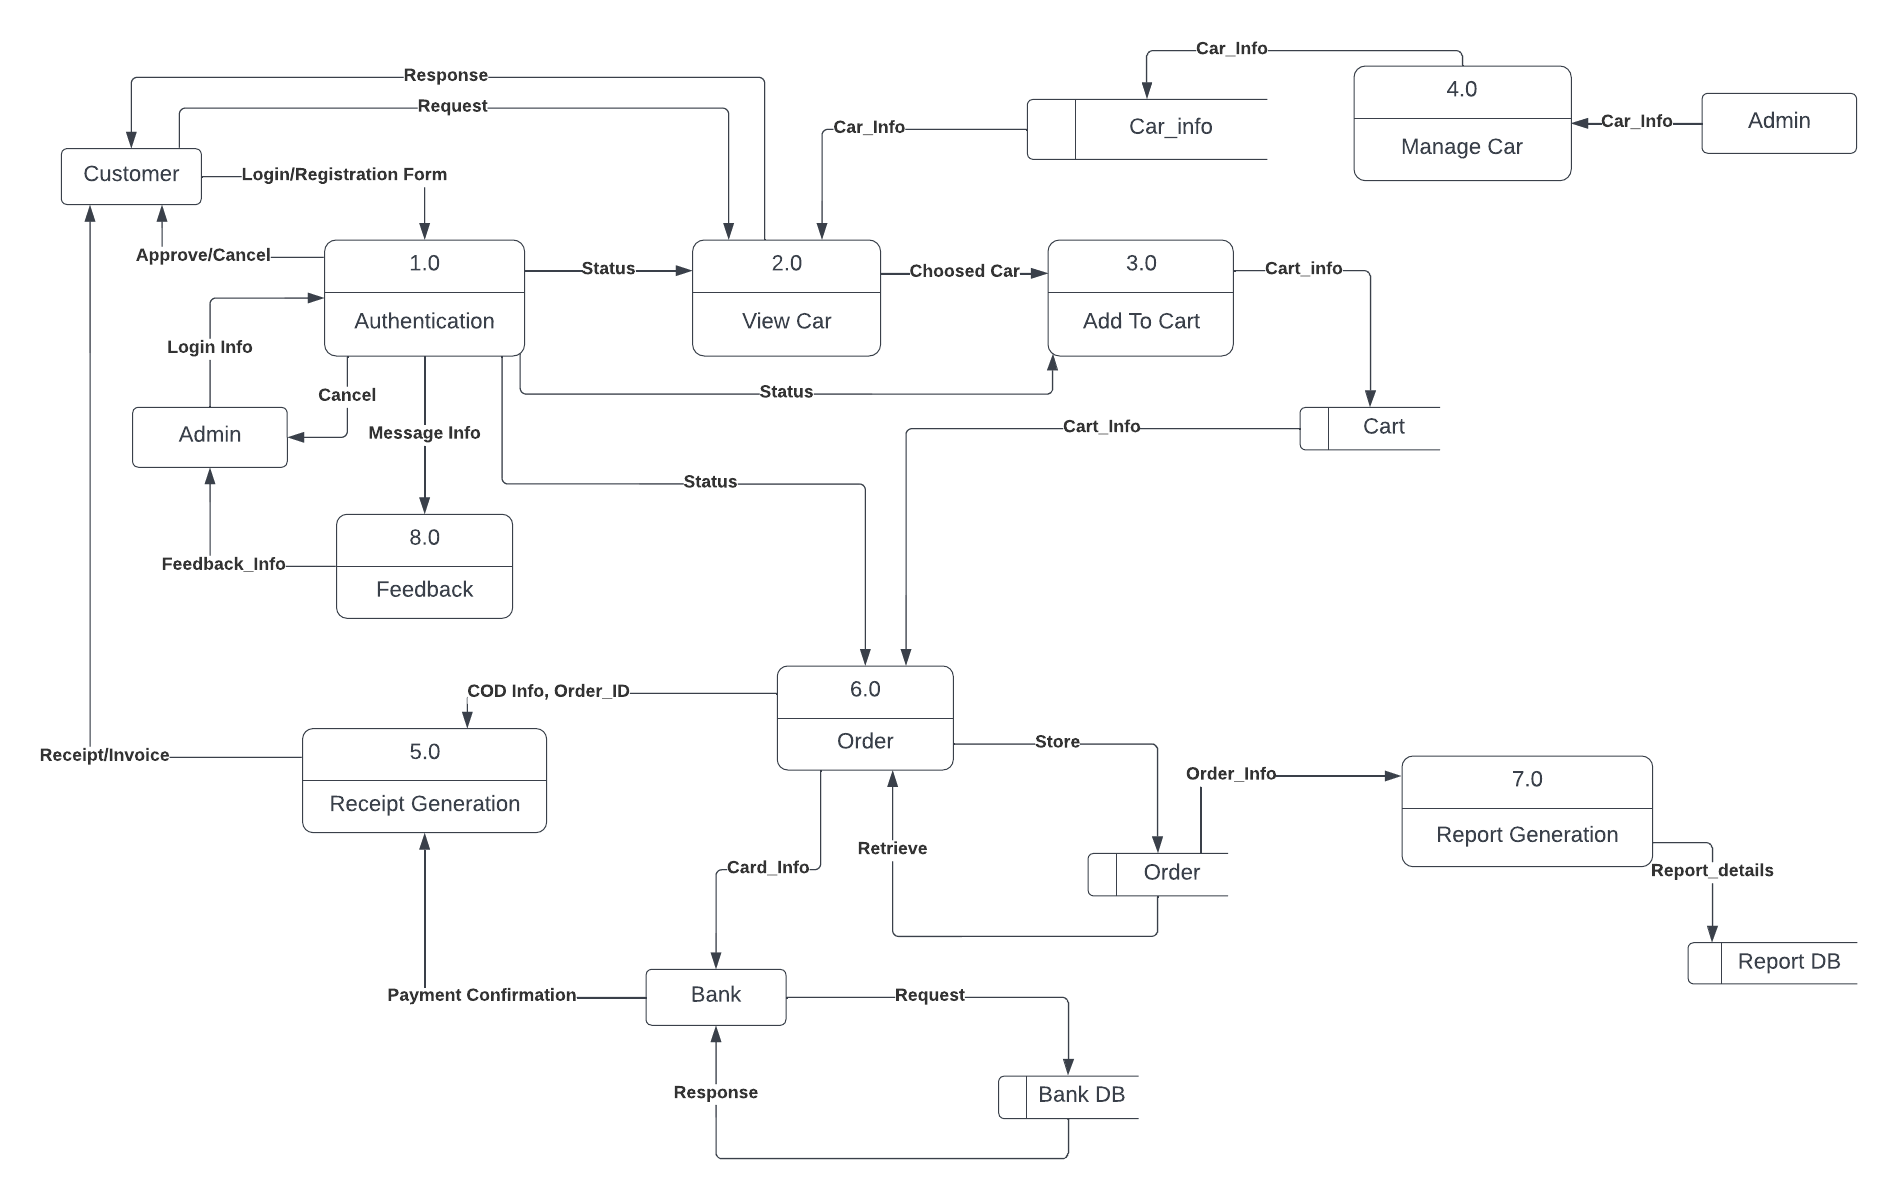 Car_Info
Response
4.0
Request
Car_Info
Car_info
Car_Info
Admin
Manage Car
Customer
Login/Registration Form
Approve/Cancel
1.0
Status
2.0
Choosed Car
3.0
Cart_info
Authentication
View Car
Add To Cart
Login Info
Cancel
Status
Admin
Message Info
Cart_Info
Cart
Status
8.0
Feedback_Info
Feedback
COD Info, Order_ID
6.0
Receipt/Invoice
5.0
Order
Store
Order_Info
7.0
Receipt Generation
Report Generation
Retrieve
Card_Info
Order
Report_details
Report DB
Payment Confirmation
Bank
Request
Response
Bank DB